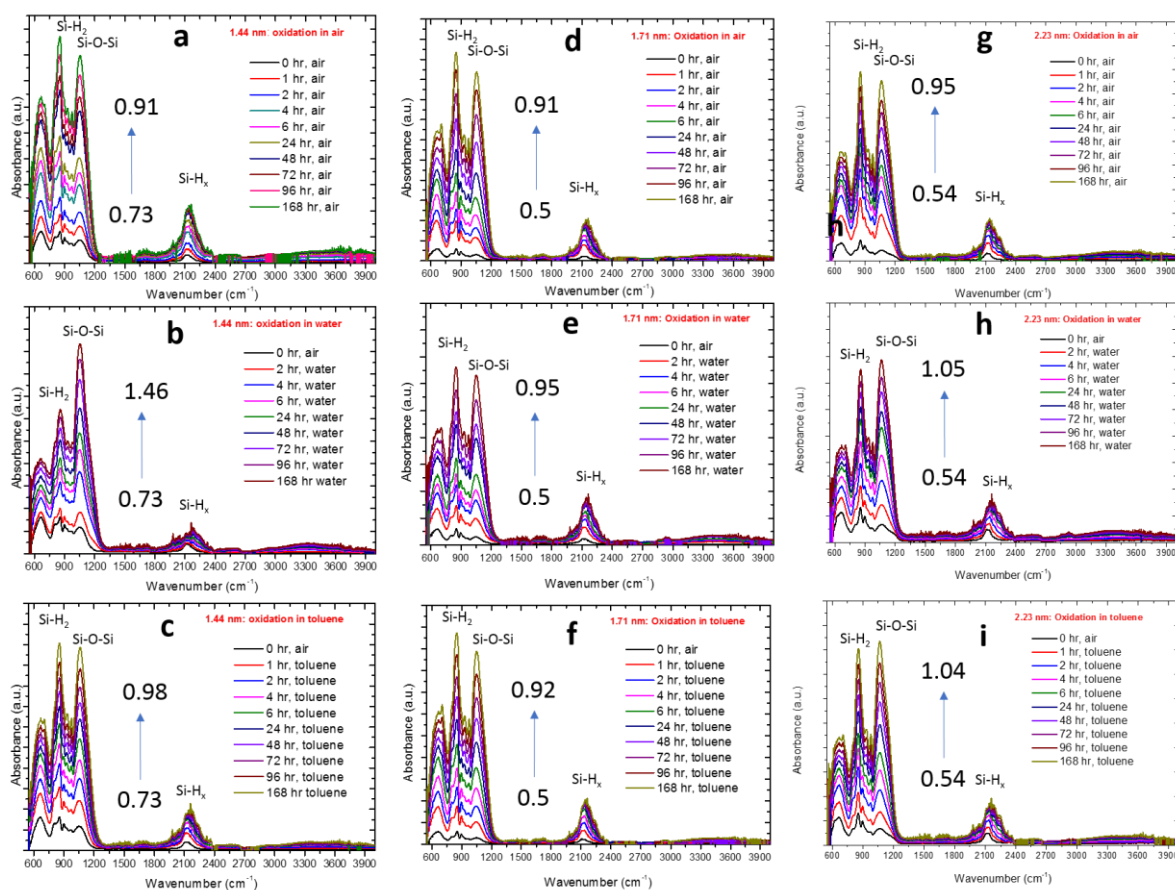 a
1.44 nm: oxidation in air
Si-H2
Si-O-Si
0 hr, air
1 hr, air
2 hr, air
4 hr, air
6 hr, air
24 hr, air
48 hr, air
72 hr, air
96 hr, air
168 hr, air
0.91
0.73
Si-Hx
Absorbance (a.u.)
600 900 1200 1500 1800 2100 2400 2700 3000 3300 3600 3900
Wavenumber (cm-1)
d
1.71 nm: Oxidation in air
Si-H2
Si-O-Si
0 hr, air
1 hr, air
2 hr, air
4 hr, air
6 hr, air
24 hr, air
48 hr, air
72 hr, air
96 hr, air
168 hr, air
0.91
0.5
Si-Hx
Absorbance (a.u.)
600 900 1200 1500 1800 2100 2400 2700 3000 3300 3600 3900
Wavenumber (cm-1)
g
2.23 nm: Oxidation in air
Si-H2
Si-O-Si
0 hr, air
1 hr, air
2 hr, air
4 hr, air
6 hr, air
24 hr, air
48 hr, air
72 hr, air
96 hr, air
168 hr, air
0.95
0.54
Si-Hx
h
Absorbance (a.u.)
600 900 1200 1500 1800 2100 2400 2700 3000 3300 3600 3900
Wavenumber (cm-1)
b
1.44 nm: oxidation in water
Si-O-Si
Si-H2
0 hr, air
2 hr, water
4 hr, water
6 hr, water
24 hr, water
48 hr, water
72 hr, water
96 hr, water
168 hr water
1.46
0.73
Si-Hx
Absorbance (a.u.)
600 900 1200 1500 1800 2100 2400 2700 3000 3300 3600 3900
Wavenumber (cm-1)
e
1.71 nm: Oxidation in water
Si-H2
Si-O-Si
0 hr, air
2 hr, water
4 hr, water
6 hr, water
24 hr, water
48 hr, water
72 hr, water
96 hr, water
168 hr, water
0.95
0.5
Si-Hx
Absorbance (a.u.)
600 900 1200 1500 1800 2100 2400 2700 3000 3300 3600 3900
Wavenumber (cm-1)
h
2.23 nm: Oxidation in water
Si-H2
Si-O-Si
0 hr, air
2 hr, water
4 hr, water
6 hr, water
24 hr, water
48 hr, water
72 hr, water
96 hr, water
168 hr, water
1.05
0.54
Si-Hx
Absorbance (a.u.)
600 900 1200 1500 1800 2100 2400 2700 3000 3300 3600 3900
Wavenumber (cm-1)
c
1.44 nm: oxidation in toluene
Si-H2
Si-O-Si
0 hr, air
1 hr, toluene
2 hr, toluene
4 hr, toluene
6 hr, toluene
24 hr, toluene
48 hr, toluene
72 hr, toluene
96 hr, toluene
168 hr toluene
0.98
0.73
Si-Hx
Absorbance (a.u.)
600 900 1200 1500 1800 2100 2400 2700 3000 3300 3600 3900
Wavenumber (cm-1)
f
1.71 nm: Oxidation in toluene
Si-H2
Si-O-Si
0 hr, air
1 hr, toluene
2 hr, toluene
4 hr, toluene
6 hr, toluene
24 hr, toluene
48 hr, toluene
72 hr, toluene
96 hr, toluene
168 hr, toluene
0.92
0.5
Si-Hx
Absorbance (a.u.)
600 900 1200 1500 1800 2100 2400 2700 3000 3300 3600 3900
Wavenumber (cm-1)
i
2.23 nm: Oxidation in toluene
Si-H2
Si-O-Si
0 hr, air
1 hr, toluene
2 hr, toluene
4 hr, toluene
6 hr, toluene
24 hr, toluene
48 hr, toluene
72 hr, toluene
96 hr, toluene
168 hr, toluene
1.04
0.54
Si-Hx
Absorbance (a.u.)
600 900 1200 1500 1800 2100 2400 2700 3000 3300 3600 3900
Wavenumber (cm-1)